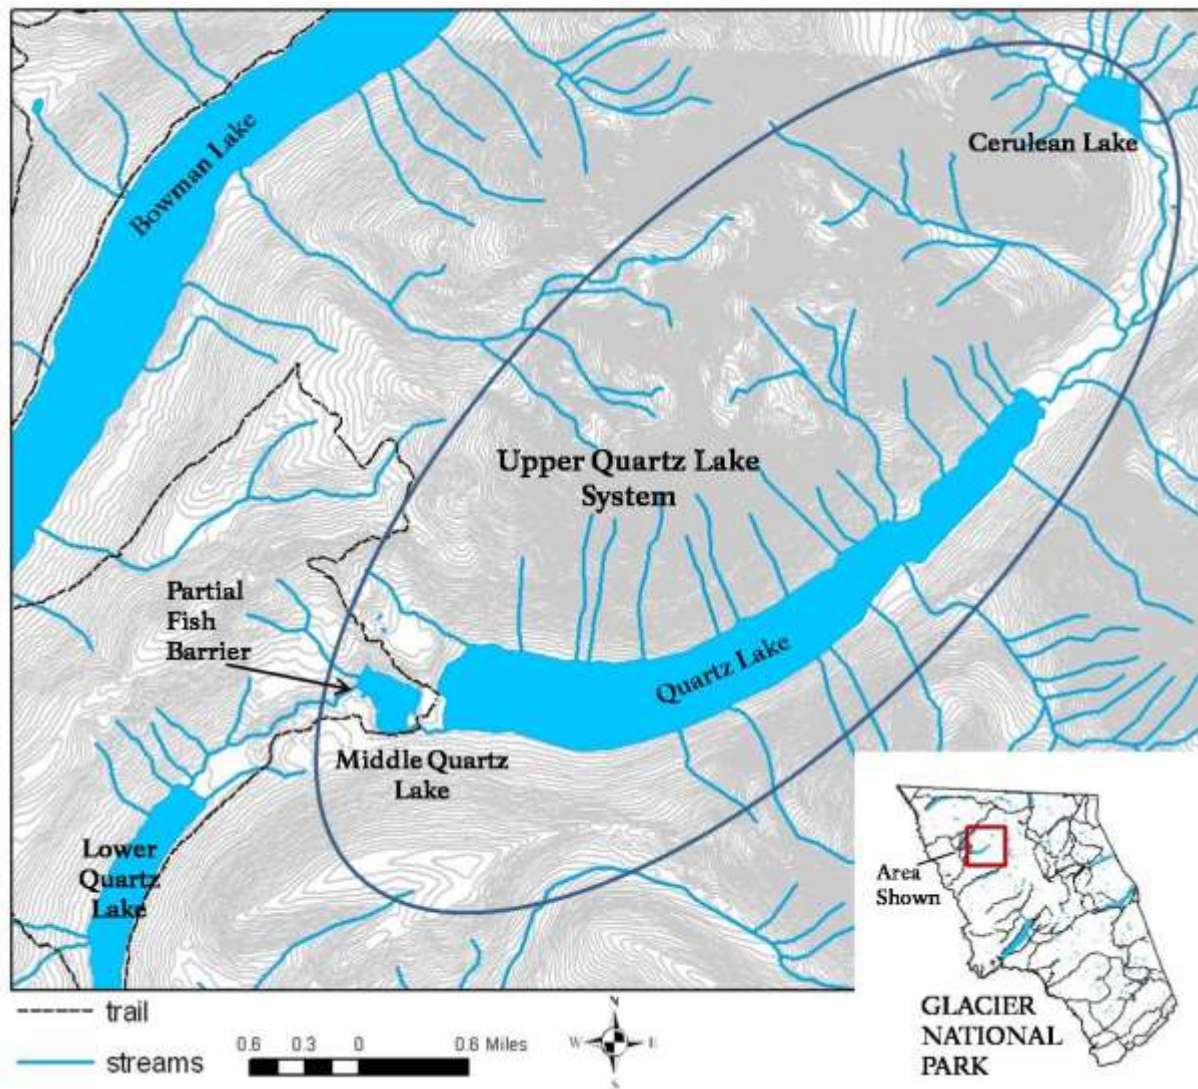 Bowman Lake
Cerulean Lake
Upper Quartz Lake
System
Partial
Fish
Barrier
Quartz Lake
Middle Quartz
Lake
Lower
Quartz
Lake
Area
Shown
GLACIER
NATIONAL
PARK
trail
streams
0.6 0.3 0 0.6 Miles
N
W E
S